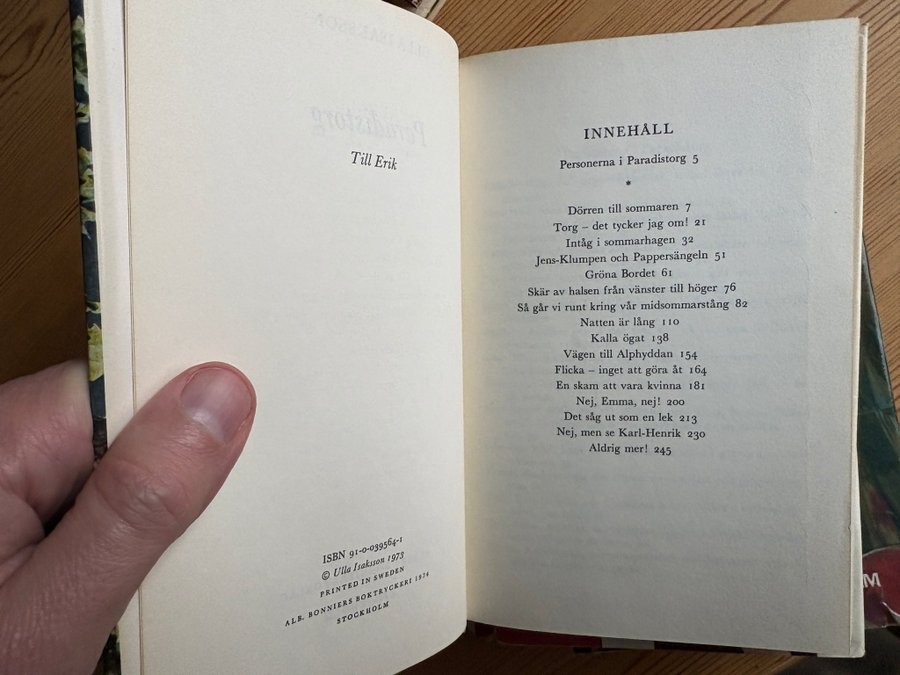 Till Erik
ISBN 91-0-039564-1
© Ulla Isaksson 1973
PRINTED IN SWEDEN
ALB. BONNIERS BOKTRYCKERI 1974
STOCKHOLM
INNEHÅLL
Personerna i Paradistorg 5
*
Dörren till sommaren 7
Torg – det tycker jag om! 21
Intåg i sommarhagen 32
Jens-Klumpen och Pappersängeln 51
Gröna Bordet 61
Skär av halsen från vänster till höger 76
Så går vi runt kring vår midsommarstång 82
Natten är lång 110
Kalla ögat 138
Vägen till Alphyddan 154
Flicka – inget att göra åt 164
En skam att vara kvinna 181
Nej, Emma, nej! 200
Det såg ut som en lek 213
Nej, men se Karl-Henrik 230
Aldrig mer! 245
M